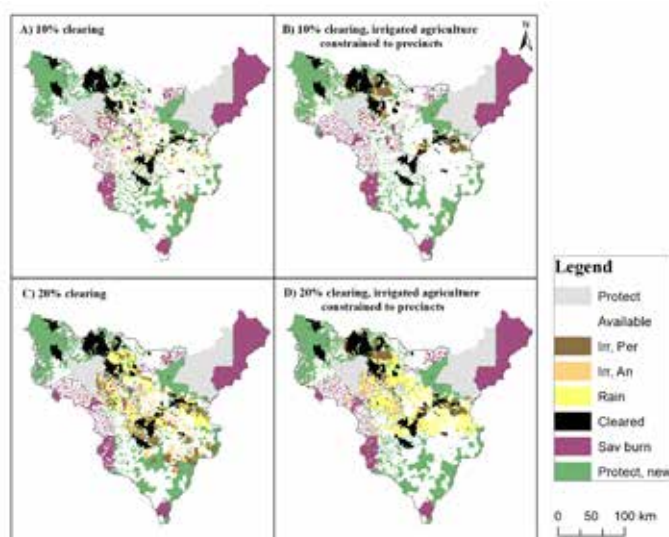 A) 10% clearing
B) 10% clearing, irrigated agriculture
constrained to precincts
N
C) 20% clearing
D) 20% clearing, irrigated agriculture
constrained to precincts
Legend
Protect
Available
Irr, Per
Irr, An
Rain
Cleared
Sav burn
Protect, new
0 50 100 km